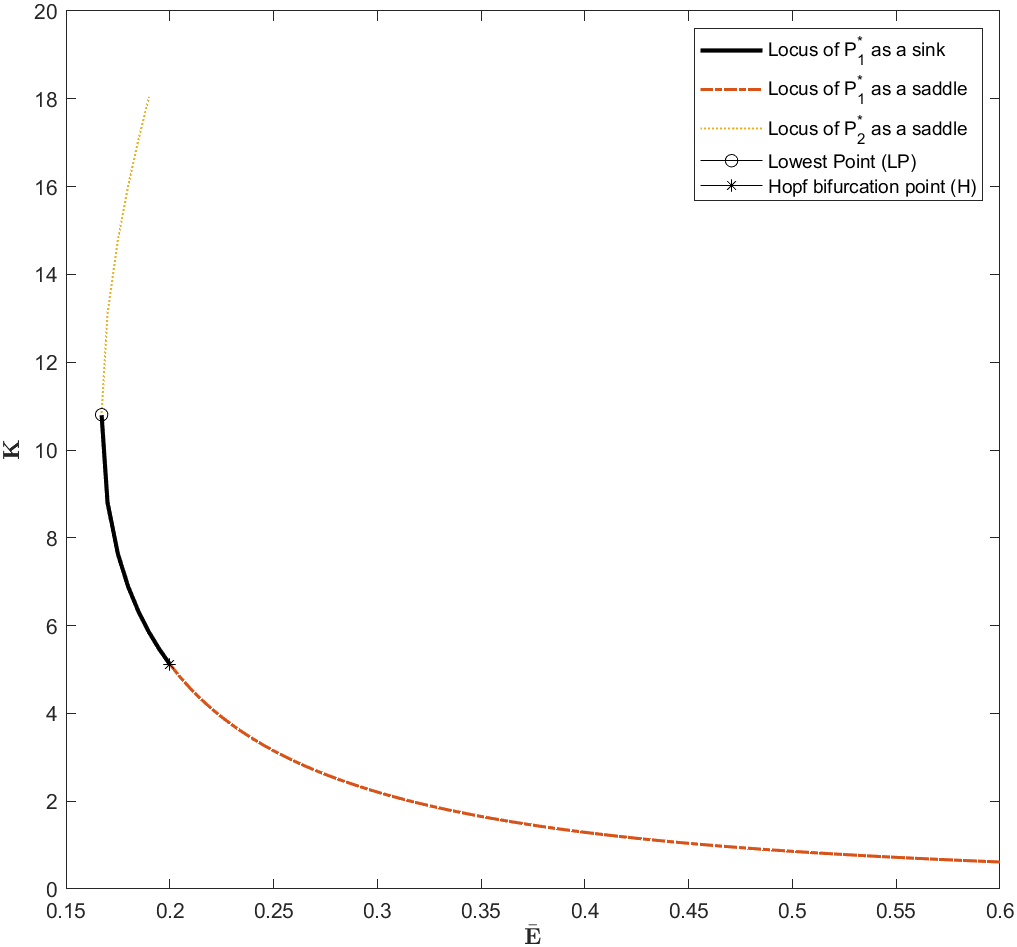 20
18
16
14
12
10
8
6
4
2
0
K
0.15 0.2 0.25 0.3 0.35 0.4 0.45 0.5 0.55 0.6
Ē
Locus of P₁* as a sink
Locus of P₁* as a saddle
Locus of P₂* as a saddle
Lowest Point (LP)
Hopf bifurcation point (H)